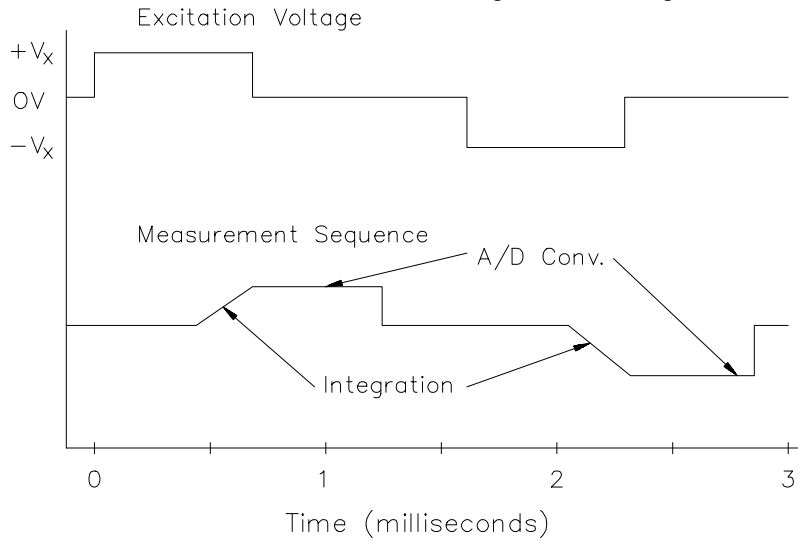 Excitation Voltage
+Vx
0V
−Vx
Measurement Sequence
A/D Conv.
Integration
0 1 2 3
Time (milliseconds)